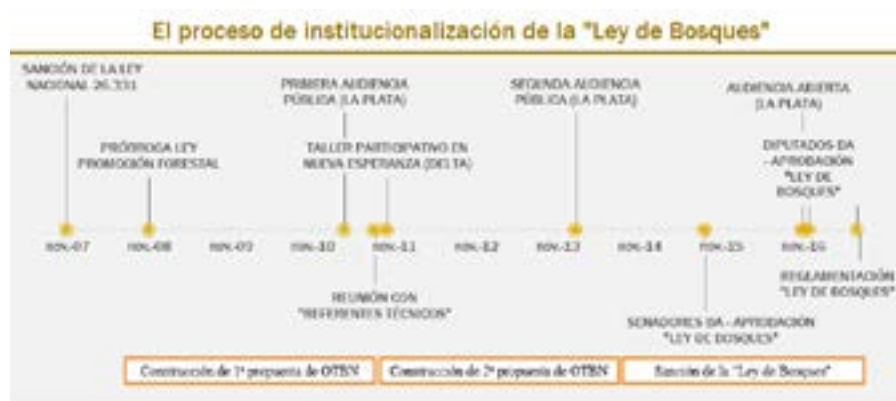 El proceso de institucionalización de la "Ley de Bosques"
SANCIÓN DE LA LEY
NACIONAL 26.331
PRIMERA AUDIENCIA
PÚBLICA (LA PLATA)
SEGUNDA AUDIENCIA
PÚBLICA (LA PLATA)
AUDIENCIA ABIERTA
(LA PLATA)
PRÓRROGA LEY
PROMOCIÓN FORESTAL
TALLER PARTICIPATIVO EN
NUEVA ESPERANZA (DELTA)
DIPUTADOS BA
- APROBACIÓN
"LEY DE
BOSQUES"
nov.-07 nov.-08 nov.-09 nov.-10 nov.-11 nov.-12 nov.-13 nov.-14 nov.-15 nov.-16
REUNIÓN CON
"REFERENTES TÉCNICOS"
REGLAMENTACIÓN
"LEY DE BOSQUES"
SENADORES BA - APROBACIÓN
"LEY DE BOSQUES"
Construcción de 1ª propuesta de OTBN Construcción de 2ª propuesta de OTBN Sanción de la "Ley de Bosques"